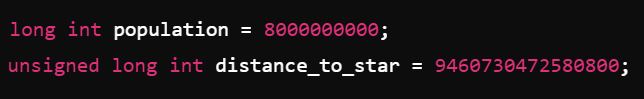 long int population = 8000000000;
unsigned long int distance_to_star = 9460730472580800;